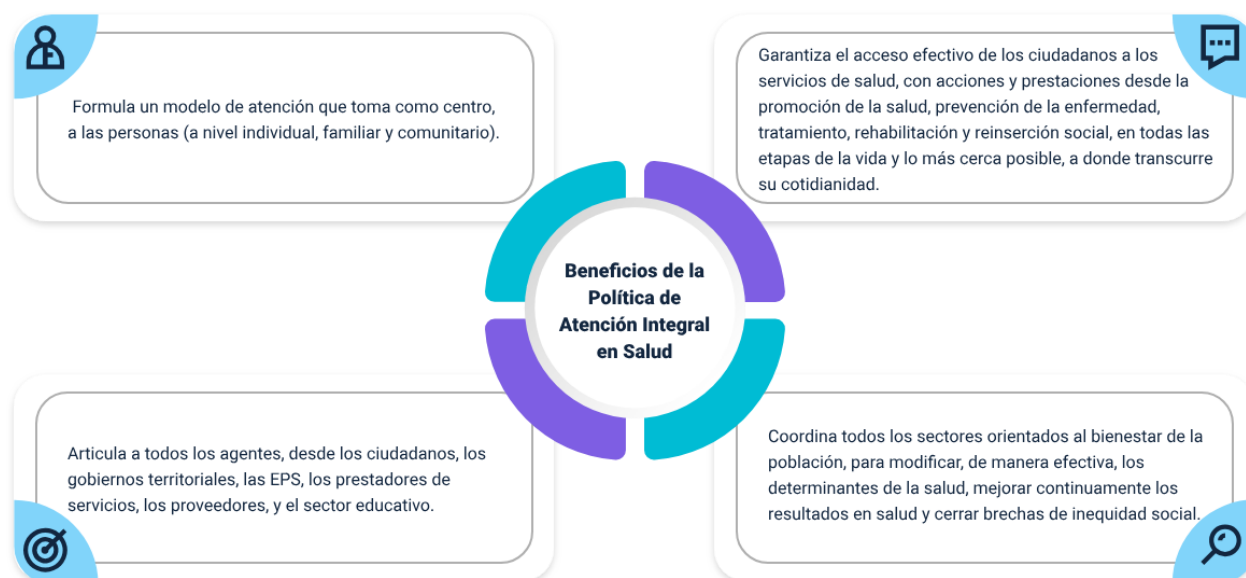 Formula un modelo de atención que toma como centro,
a las personas (a nivel individual, familiar y comunitario).
Garantiza el acceso efectivo de los ciudadanos a los
servicios de salud, con acciones y prestaciones desde la
promoción de la salud, prevención de la enfermedad,
tratamiento, rehabilitación y reinserción social, en todas las
etapas de la vida y lo más cerca posible, a donde transcurre
su cotidianidad.
Beneficios de la
Política de
Atención Integral
en Salud
Articula a todos los agentes, desde los ciudadanos, los
gobiernos territoriales, las EPS, los prestadores de
servicios, los proveedores, y el sector educativo.
Coordina todos los sectores orientados al bienestar de la
población, para modificar, de manera efectiva, los
determinantes de la salud, mejorar continuamente los
resultados en salud y cerrar brechas de inequidad social.